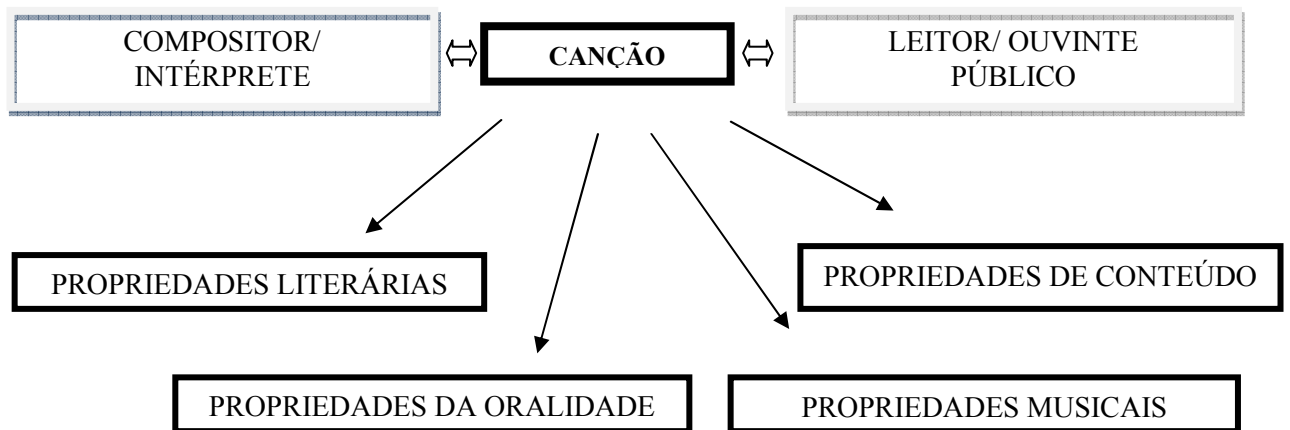 COMPOSITOR/
INTÉRPRETE
CANÇÃO
LEITOR/ OUVINTE
PÚBLICO
PROPRIEDADES LITERÁRIAS
PROPRIEDADES DE CONTEÚDO
PROPRIEDADES DA ORALIDADE
PROPRIEDADES MUSICAIS